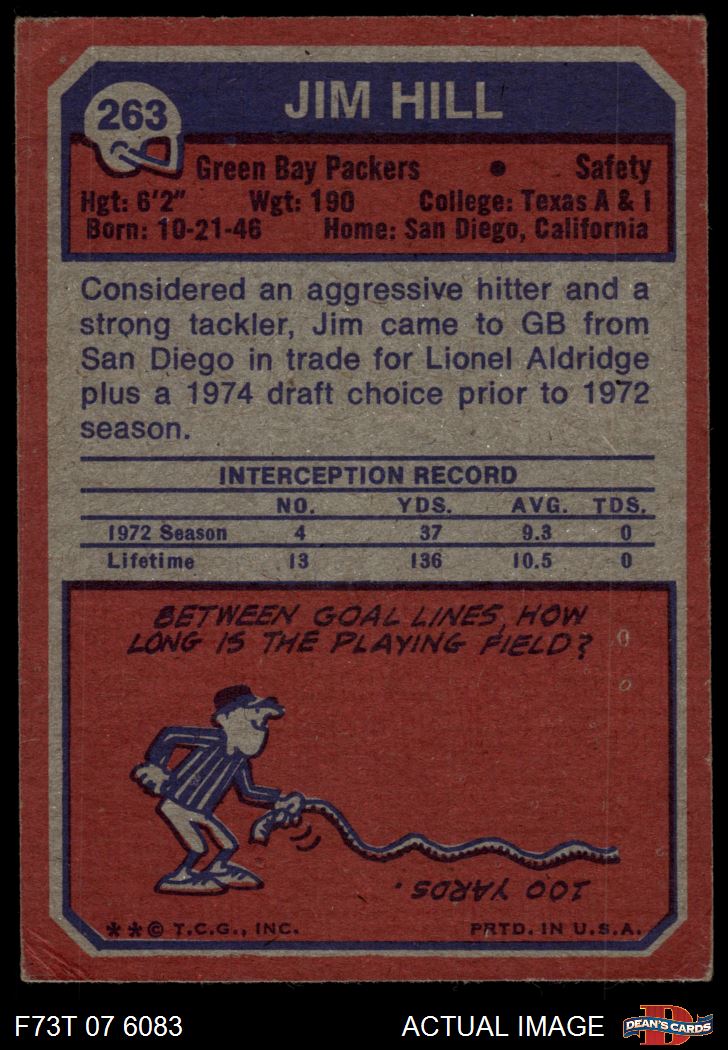 263
JIM HILL
Green Bay Packers • Safety
Hgt: 6'2" Wgt: 190 College: Texas A & I
Born: 10-21-46 Home: San Diego, California
Considered an aggressive hitter and a
strong tackler, Jim came to GB from
San Diego in trade for Lionel Aldridge
plus a 1974 draft choice prior to 1972
season.
INTERCEPTION RECORD
NO. YDS. AVG. TDS.
1972 Season 4 37 9.3 0
Lifetime 13 136 10.5 0
BETWEEN GOAL LINES, HOW
LONG IS THE PLAYING FIELD?
100 YARDS.
**© T.C.G., INC. PRTD. IN U.S.A.
F73T 07 6083 ACTUAL IMAGE
D
DEAN'S CARDS